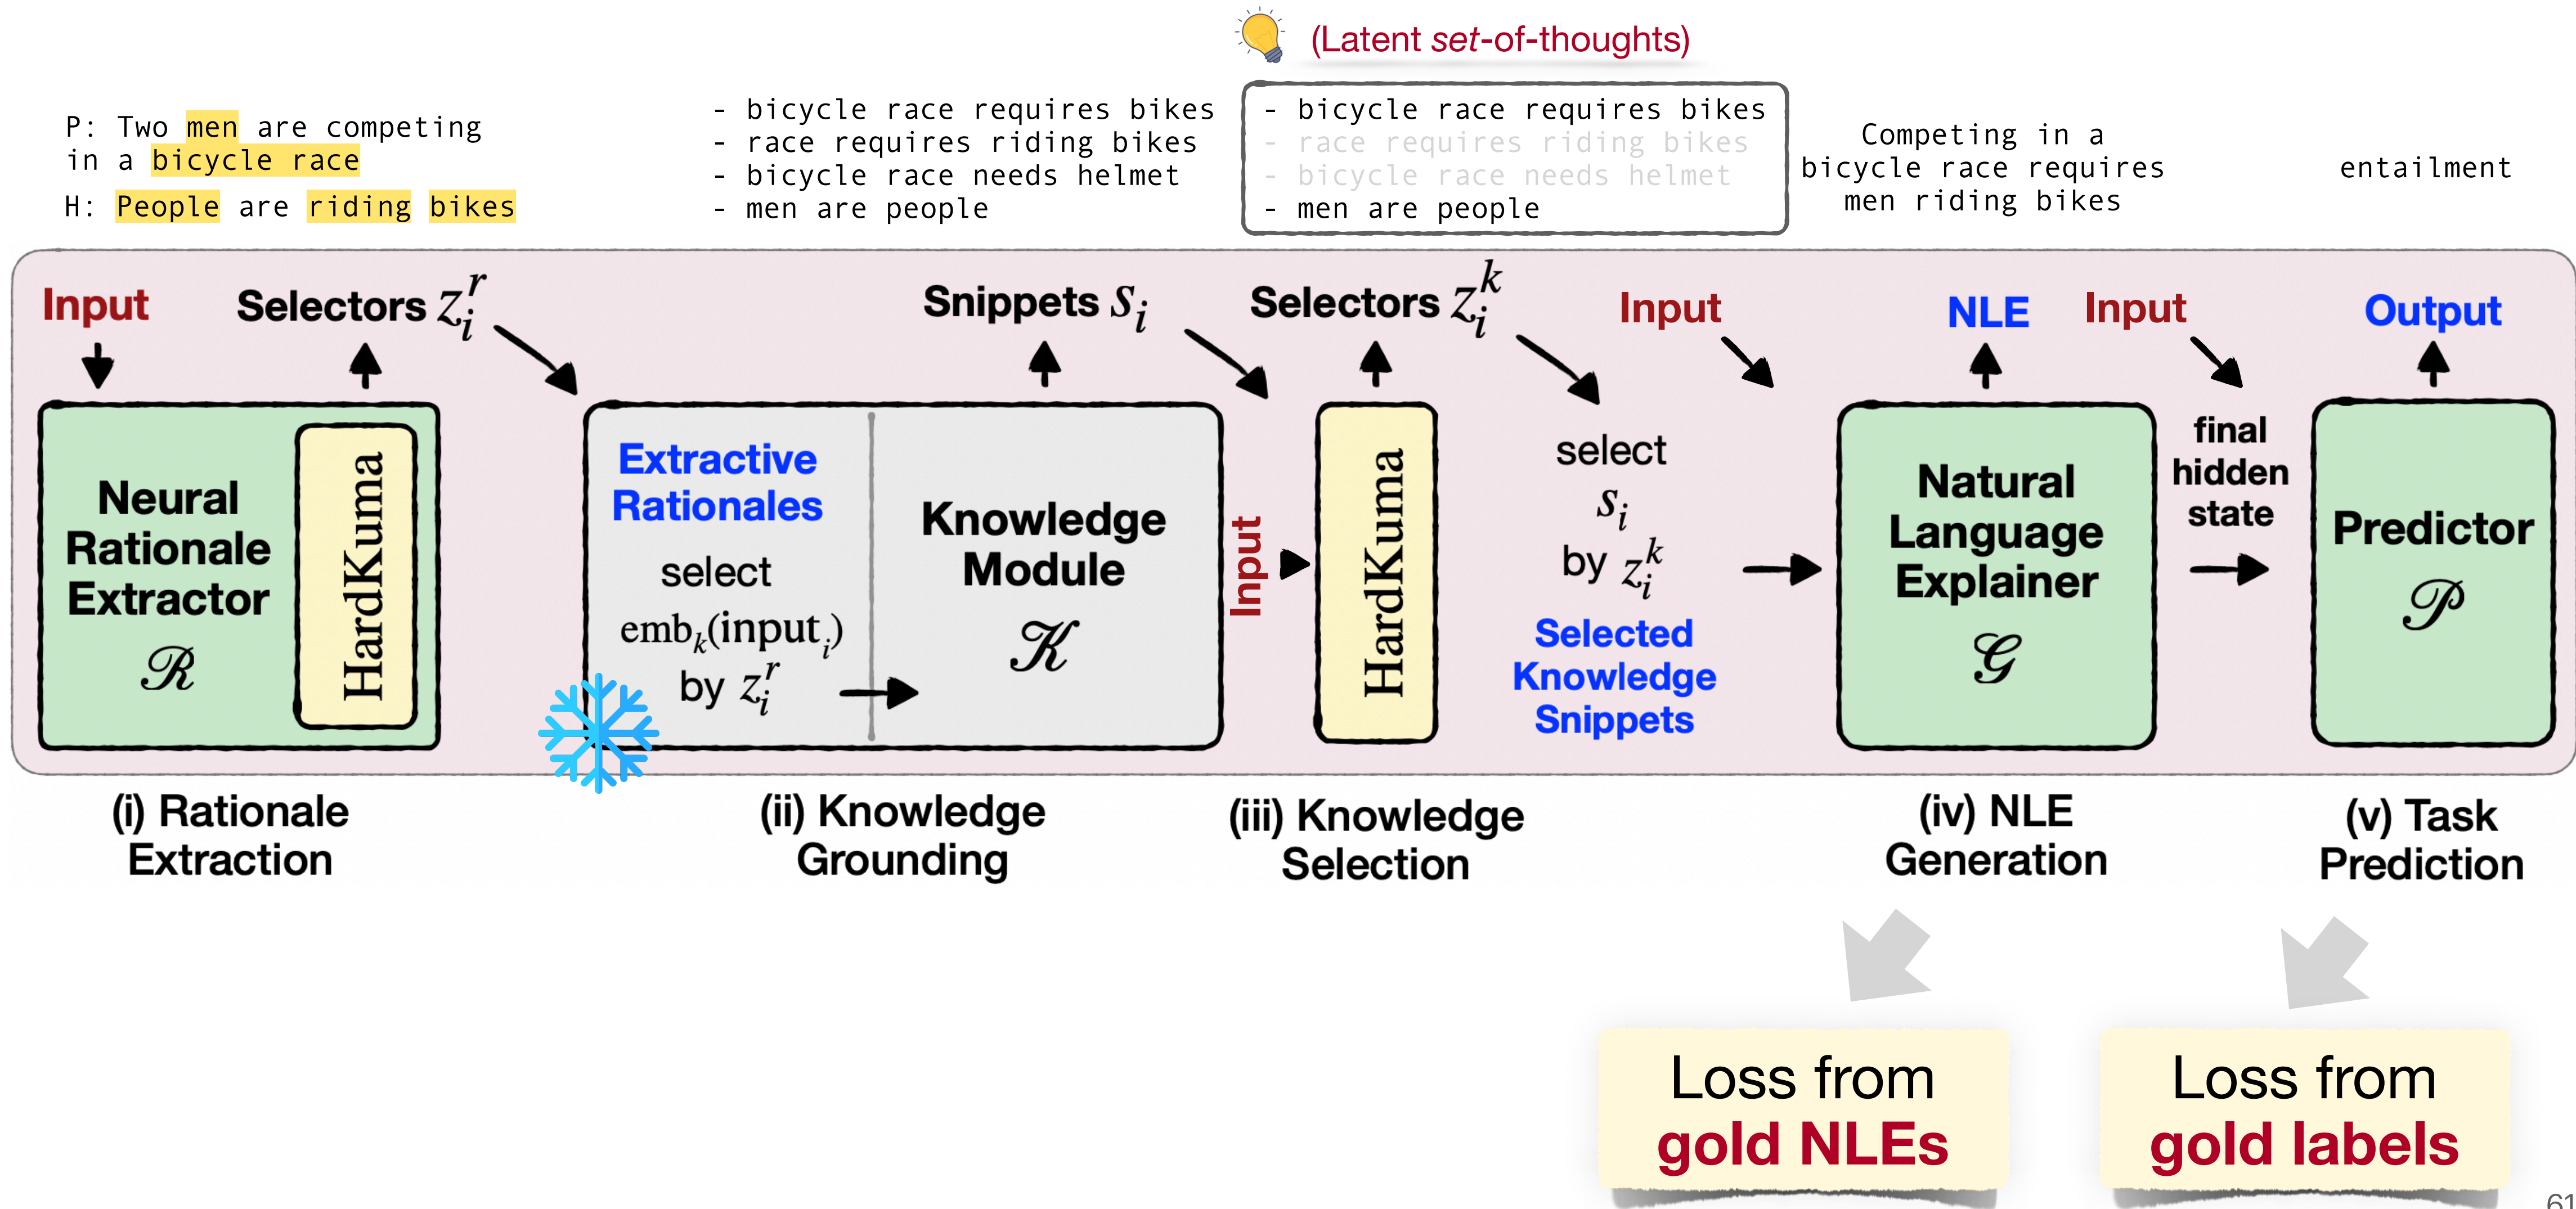 (Latent set-of-thoughts)
P: Two men are competing
in a bicycle race
H: People are riding bikes
- bicycle race requires bikes
- race requires riding bikes
- bicycle race needs helmet
- men are people
- bicycle race requires bikes
- race requires riding bikes
- bicycle race needs helmet
- men are people
Competing in a
bicycle race requires
men riding bikes
entailment
Input
Selectors z_i^r
Snippets s_i
Selectors z_i^k
Input
NLE
Input
Output
Neural
Rationale
Extractor
ℛ
HardKuma
Extractive
Rationales
select
emb_k(input_i)
by z_i^r
Knowledge
Module
𝒦
Input
HardKuma
select
s_i
by z_i^k
Selected
Knowledge
Snippets
Natural
Language
Explainer
𝒢
final
hidden
state
Predictor
𝒫
(i) Rationale
Extraction
(ii) Knowledge
Grounding
(iii) Knowledge
Selection
(iv) NLE
Generation
(v) Task
Prediction
Loss from
gold NLEs
Loss from
gold labels
61